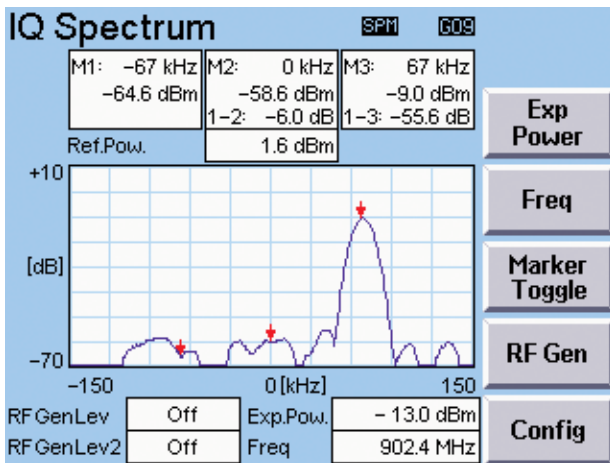 IQ Spectrum SPM G09
M1: −67 kHz M2: 0 kHz M3: 67 kHz
−64.6 dBm −58.6 dBm −9.0 dBm
1−2: −6.0 dB 1−3: −55.6 dB
Ref.Pow. 1.6 dBm
Exp
Power
+10
Freq
[dB]
Marker
Toggle
−70
RF Gen
−150 0[kHz] 150
RFGenLev Off Exp.Pow. − 13.0 dBm
RFGenLev2 Off Freq 902.4 MHz
Config